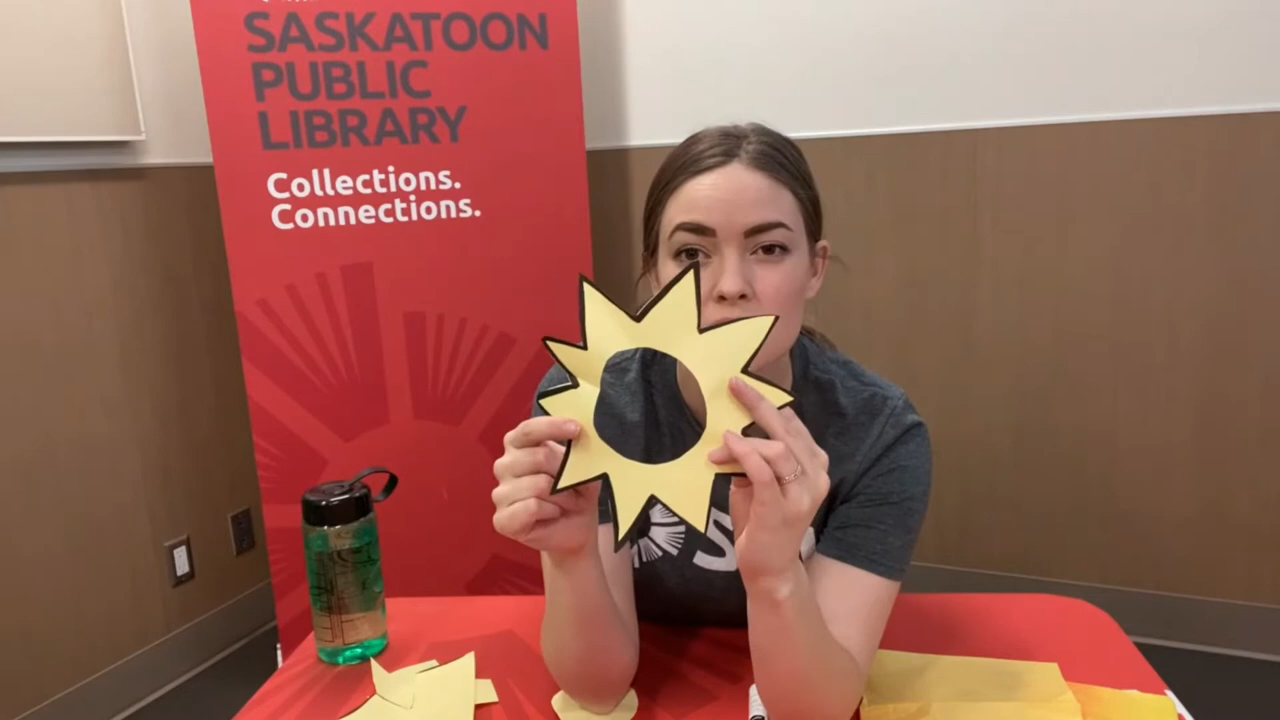 SASKATOON
PUBLIC
LIBRARY
Collections.
Connections.